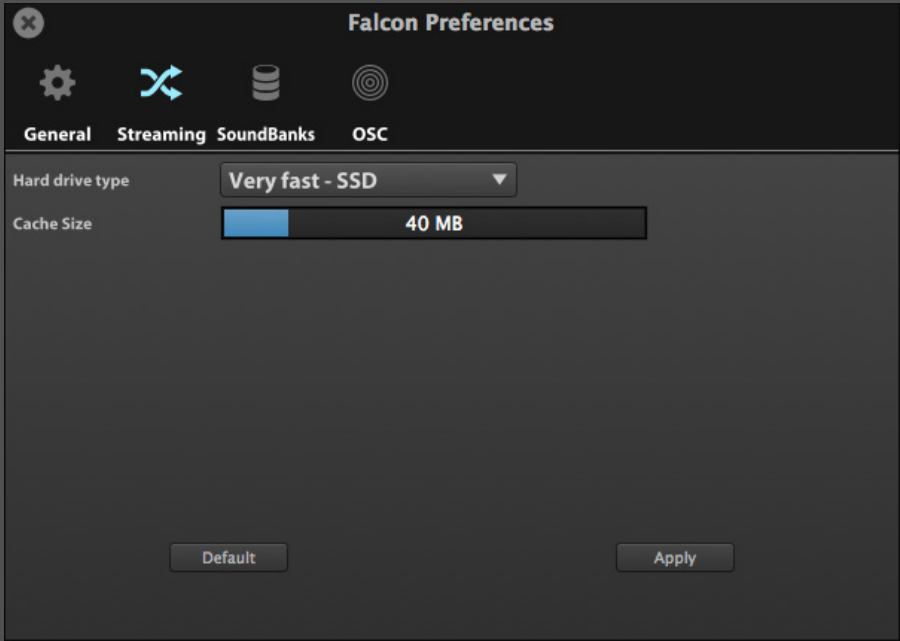 Falcon Preferences
General Streaming SoundBanks OSC
Hard drive type Very fast - SSD
Cache Size 40 MB
Default Apply